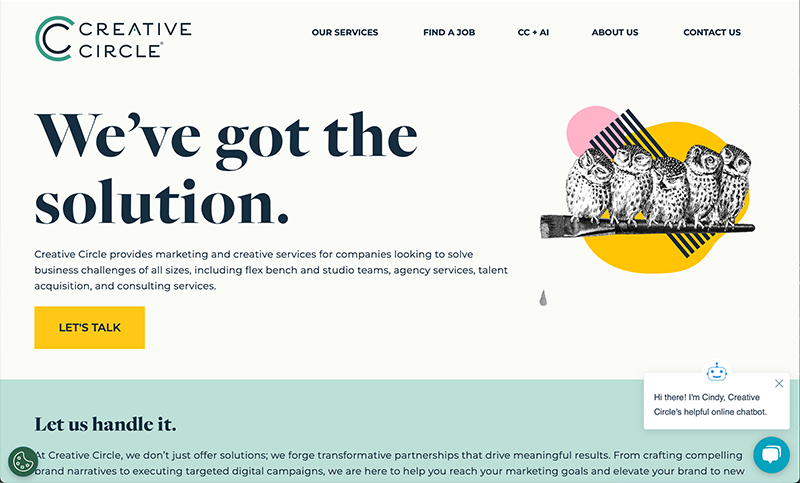 CREATIVE
CIRCLE®
OUR SERVICES
FIND A JOB
CC + AI
ABOUT US
CONTACT US
We've got the
solution.
Creative Circle provides marketing and creative services for companies looking to solve
business challenges of all sizes, including flex bench and studio teams, agency services, talent
acquisition, and consulting services.
LET'S TALK
Hi there! I'm Cindy, Creative
Circle's helpful online chatbot.
Let us handle it.
At Creative Circle, we don't just offer solutions; we forge transformative partnerships that drive meaningful results. From crafting compelling
brand narratives to executing targeted digital campaigns, we are here to help you reach your marketing goals and elevate your brand to new